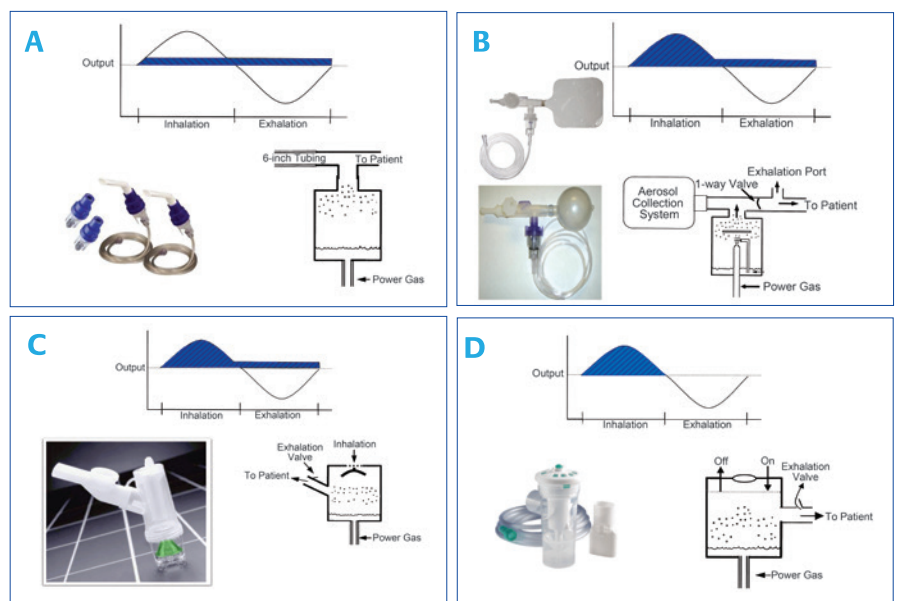 A
Output
Inhalation
Exhalation
6-inch Tubing
To Patient
Power Gas
B
Output
Inhalation
Exhalation
Exhalation Port
1-way Valve
Aerosol
Collection
System
To Patient
Power Gas
C
Output
Inhalation
Exhalation
Exhalation
Valve
Inhalation
To Patient
Power Gas
D
Output
Inhalation
Exhalation
Off
On
Exhalation
Valve
To Patient
Power Gas